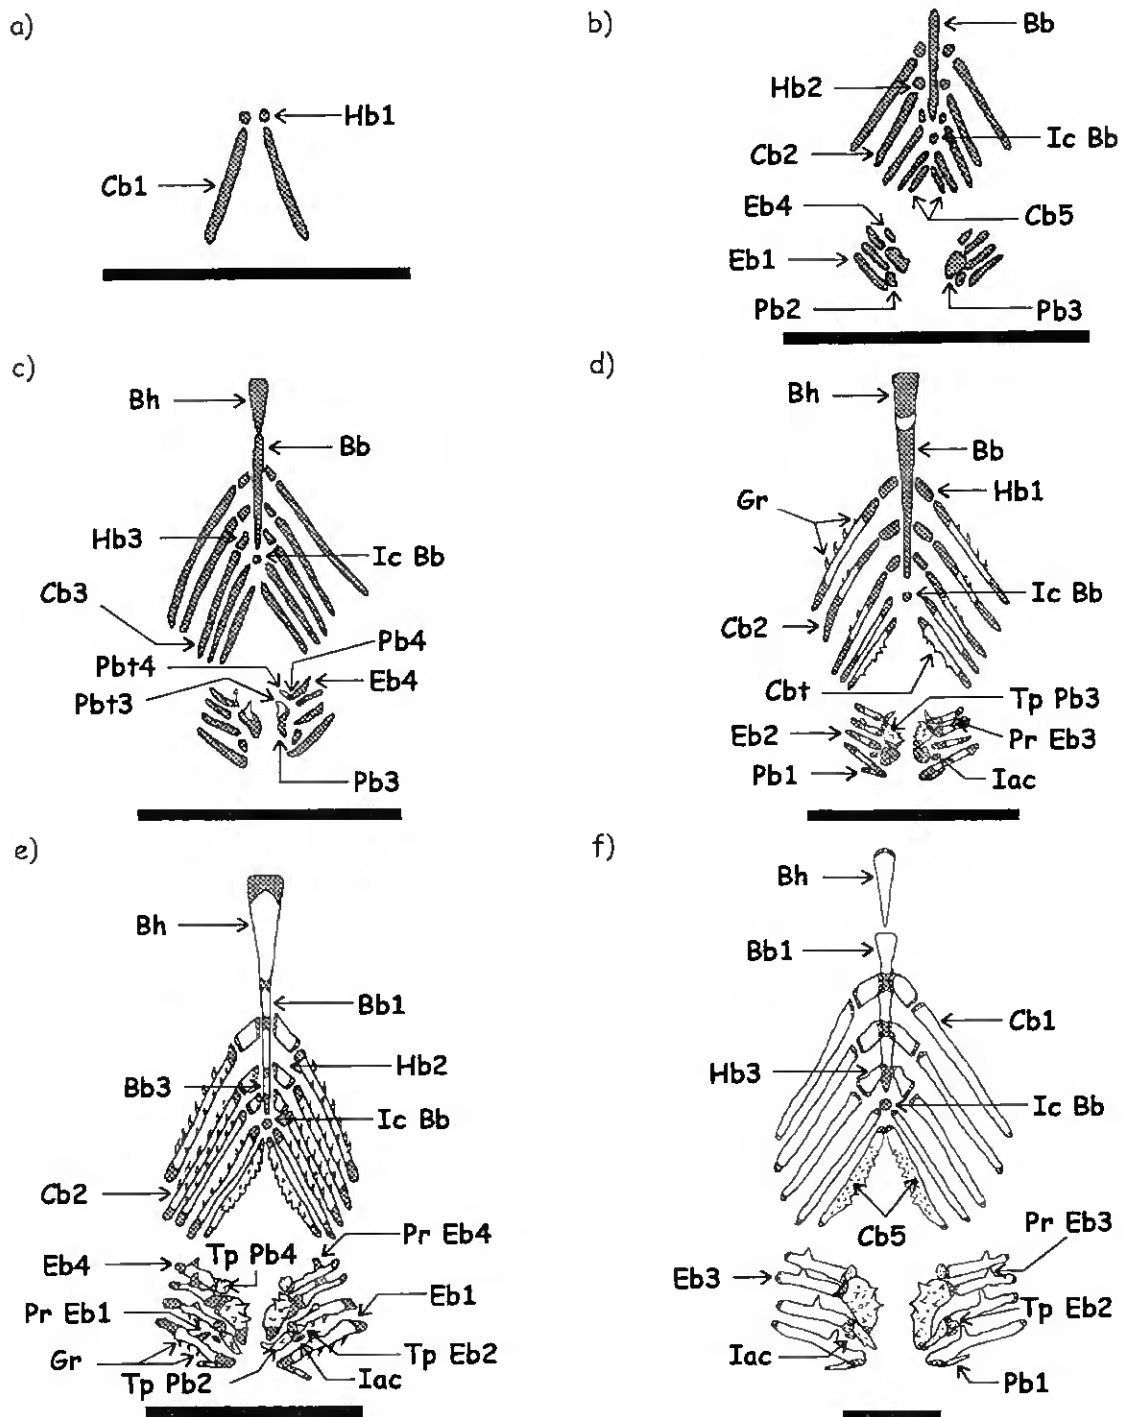 a)
Hb1
Cb1
b)
Bb
Hb2
Ic Bb
Cb2
Eb4
Cb5
Eb1
Pb2
Pb3
c)
Bh
Bb
Hb3
Ic Bb
Cb3
Pb4
Pbt4
Eb4
Pbt3
Pb3
d)
Bh
Bb
Gr
Hb1
Ic Bb
Cb2
Cbt
Tp Pb3
Eb2
Pr Eb3
Pb1
Iac
e)
Bh
Bb1
Hb2
Bb3
Ic Bb
Cb2
Pr Eb4
Tp Pb4
Eb4
Eb1
Pr Eb1
Tp Eb2
Gr
Tp Pb2
Iac
f)
Bh
Bb1
Cb1
Hb3
Ic Bb
Cb5
Pr Eb3
Eb3
Tp Eb2
Iac
Pb1